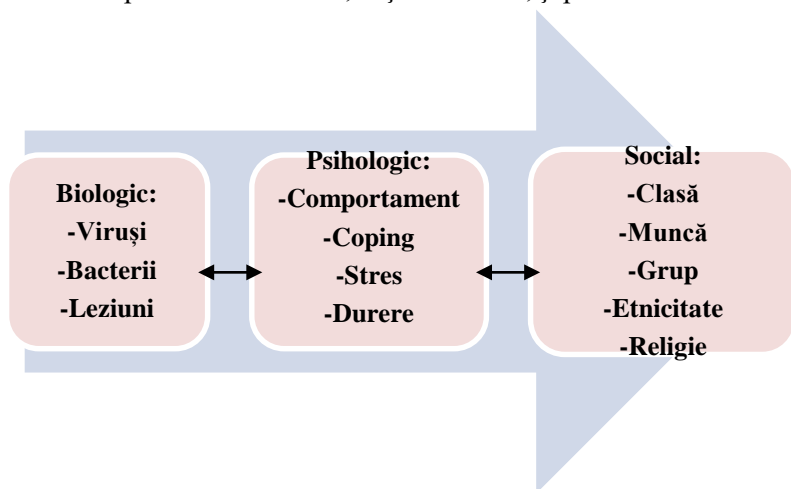 Biologic:
-Viruși
-Bacterii
-Leziuni
Psihologic:
-Comportament
-Coping
-Stres
-Durere
Social:
-Clasă
-Muncă
-Grup
-Etnicitate
-Religie